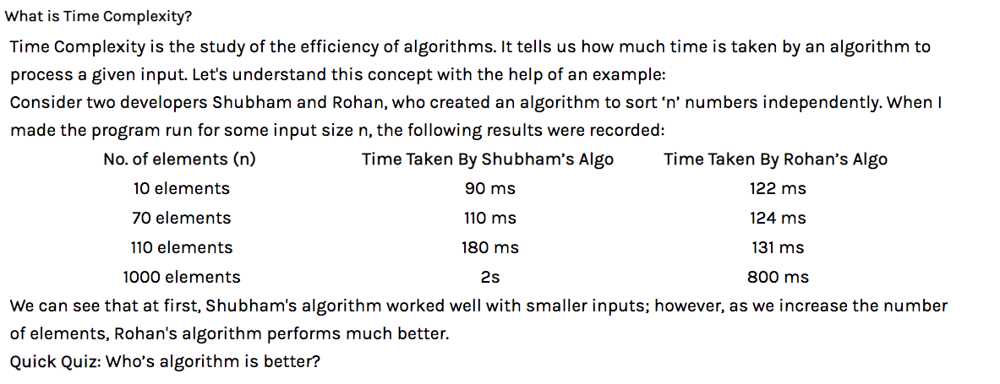 What is Time Complexity?
Time Complexity is the study of the efficiency of algorithms. It tells us how much time is taken by an algorithm to
process a given input. Let's understand this concept with the help of an example:
Consider two developers Shubham and Rohan, who created an algorithm to sort ‘n’ numbers independently. When I
made the program run for some input size n, the following results were recorded:
No. of elements (n) Time Taken By Shubham’s Algo Time Taken By Rohan’s Algo
10 elements 90 ms 122 ms
70 elements 110 ms 124 ms
110 elements 180 ms 131 ms
1000 elements 2s 800 ms
We can see that at first, Shubham's algorithm worked well with smaller inputs; however, as we increase the number
of elements, Rohan's algorithm performs much better.
Quick Quiz: Who’s algorithm is better?